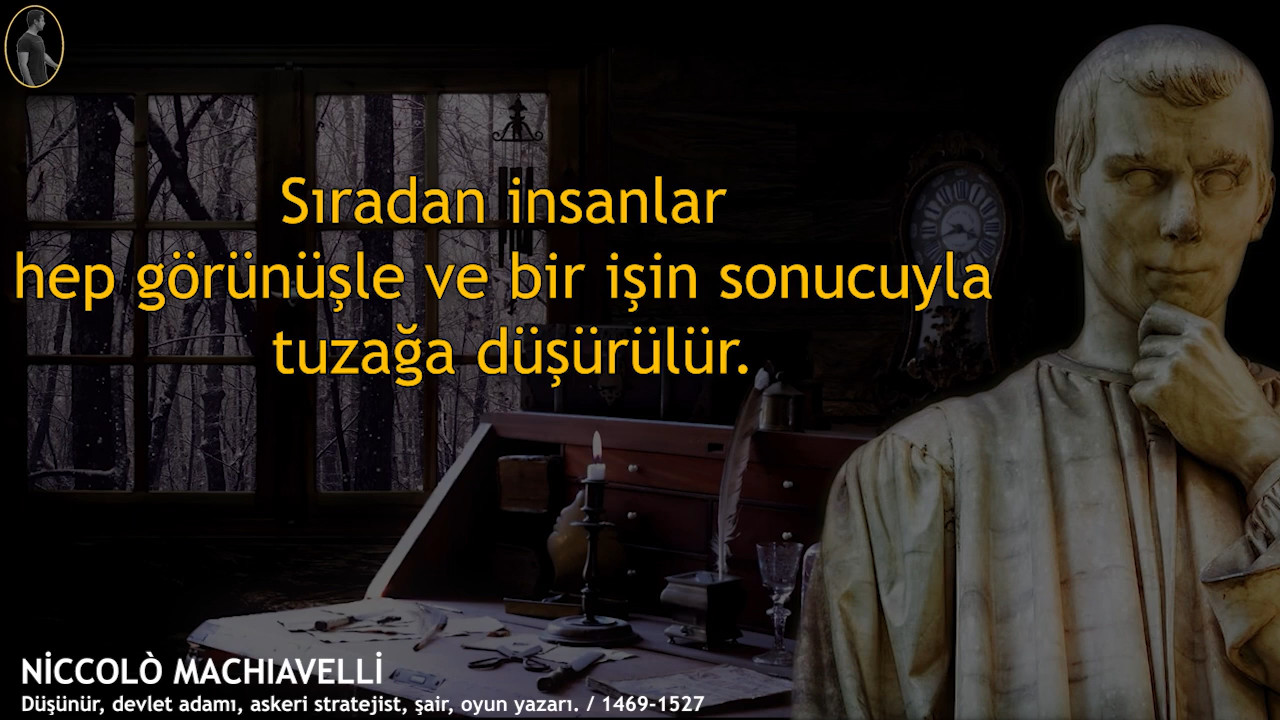 Sıradan insanlar
hep görünüşle ve bir işin sonucuyla
tuzağa düşürülür.
NİCCOLÒ MACHIAVELLİ
Düşünür, devlet adamı, askeri stratejist, şair, oyun yazarı. / 1469-1527